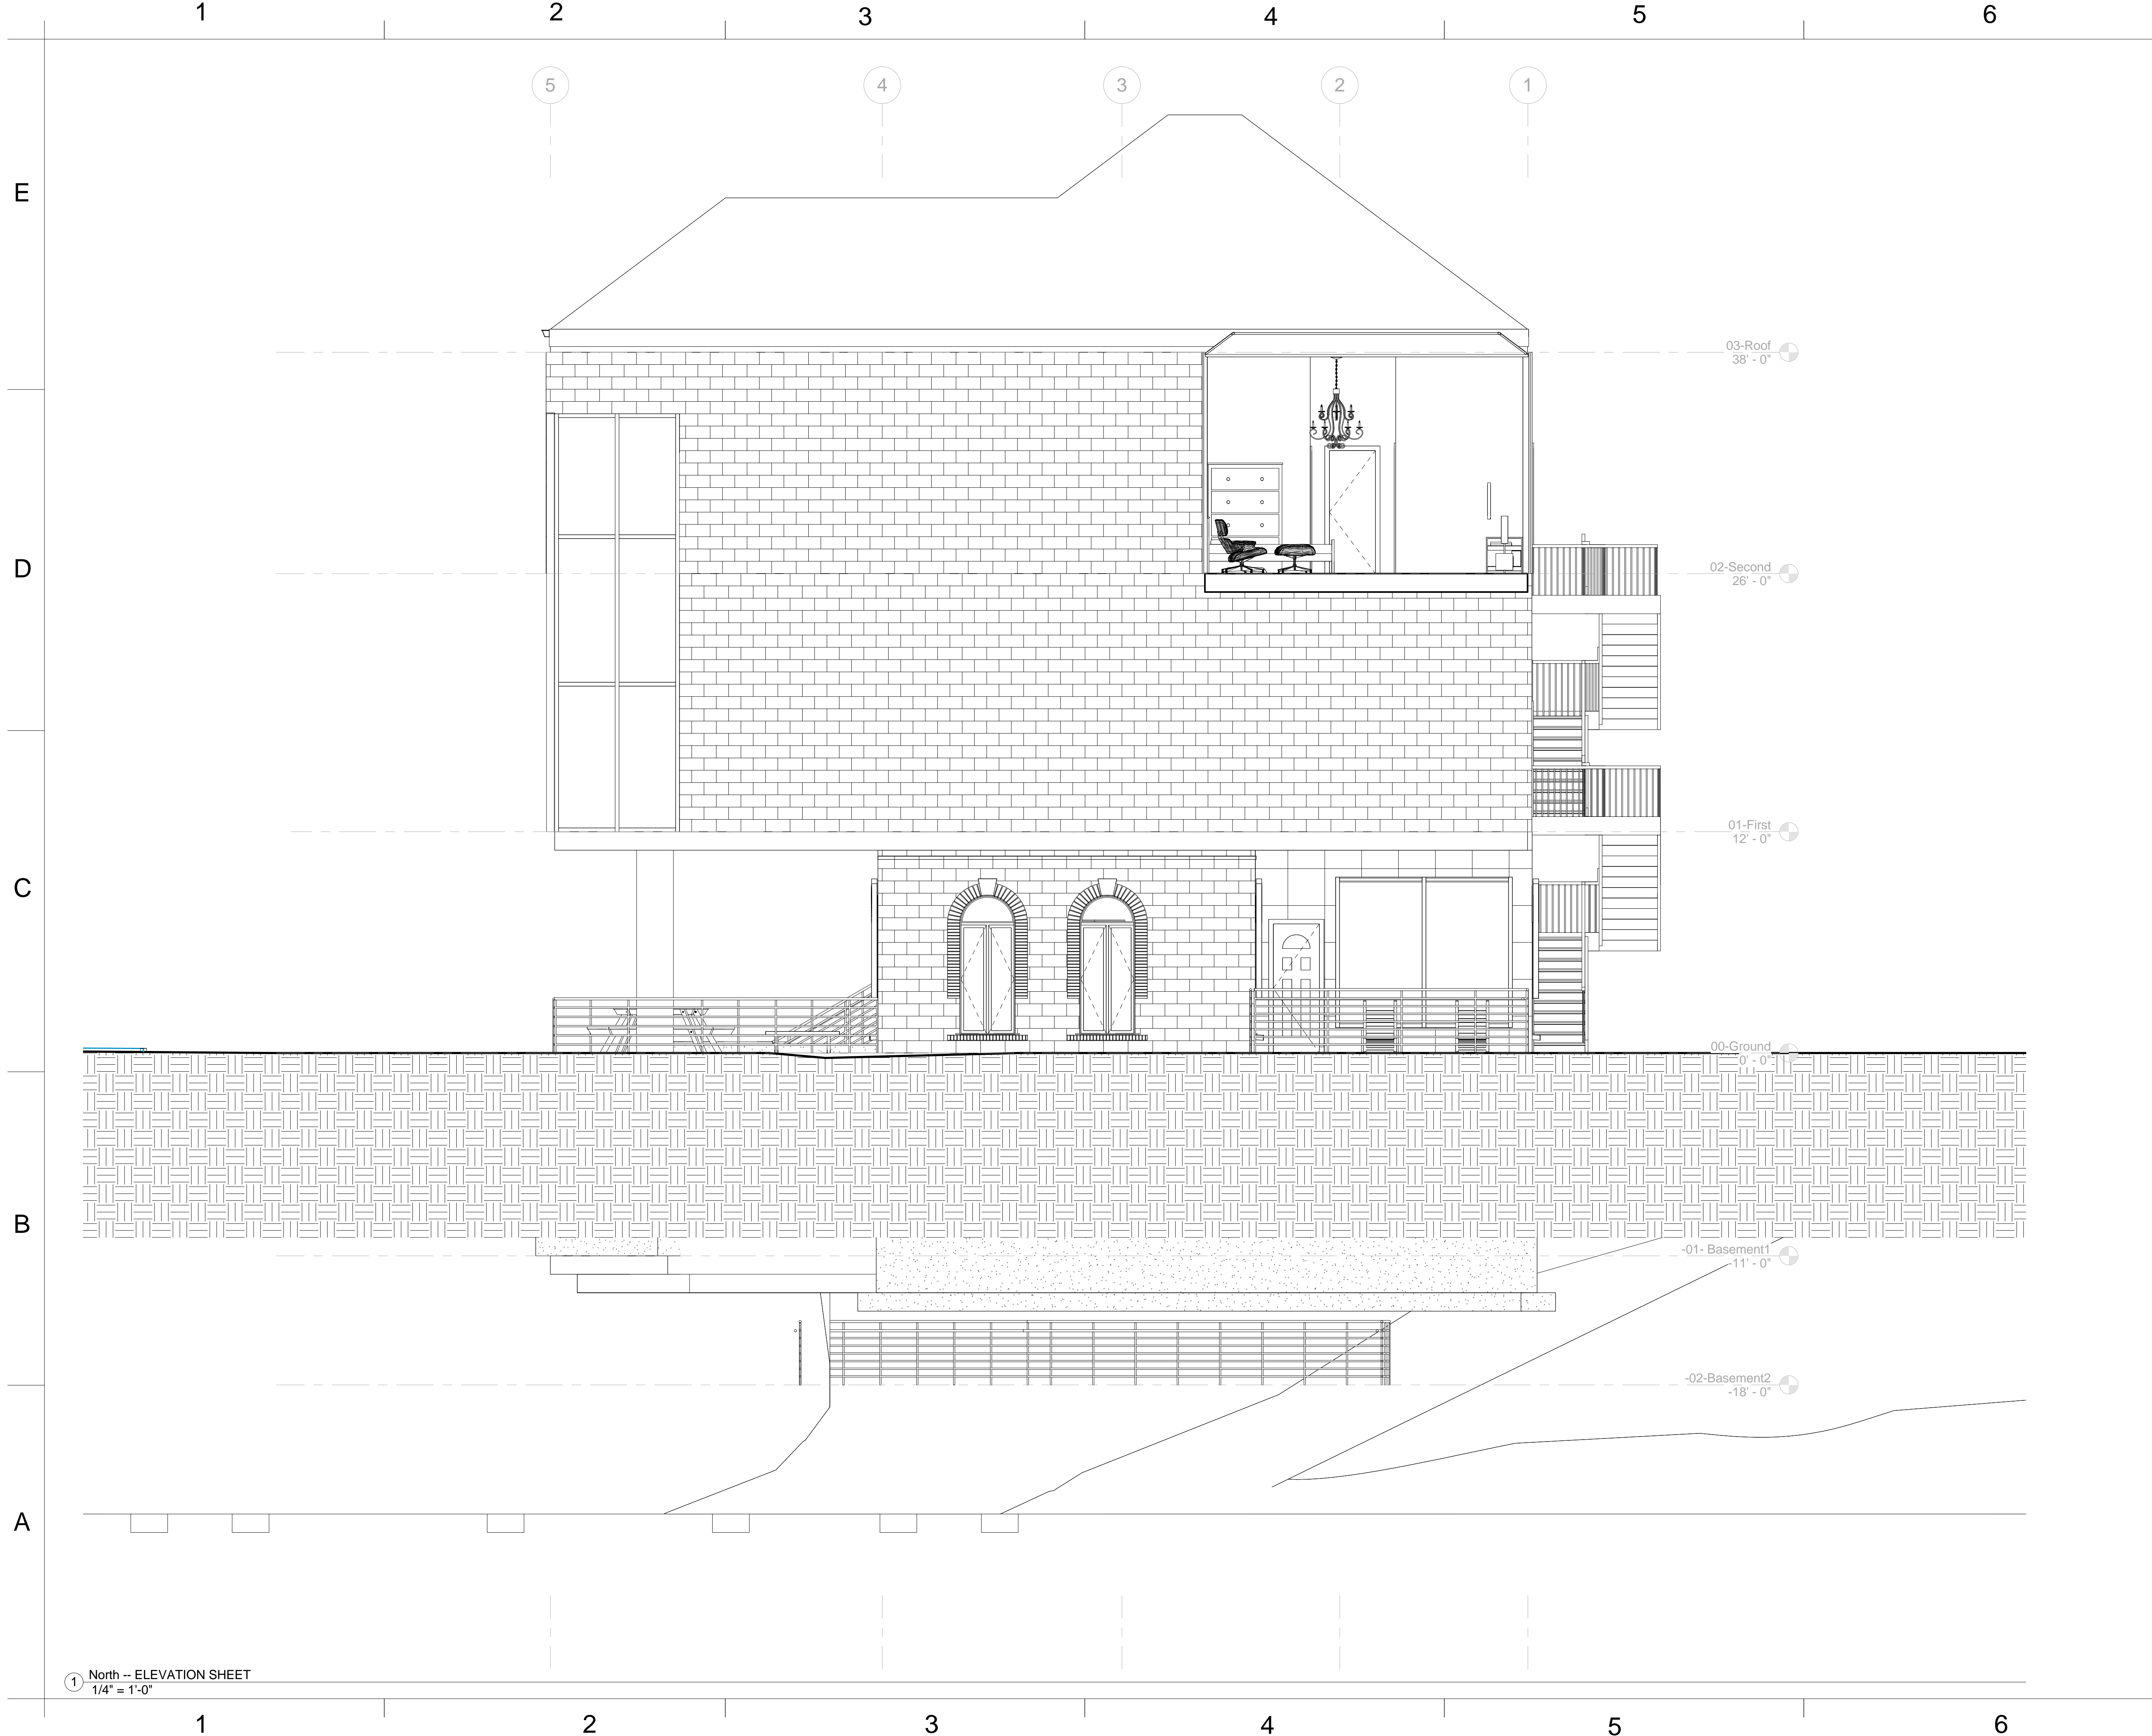 1 2 3 4 5 6
5 4 3 2 1
E
03-Roof
38' - 0"
D
02-Second
26' - 0"
01-First
12' - 0"
C
00-Ground
0' - 0"
B
-01- Basement1
-11' - 0"
-02-Basement2
-18' - 0"
A
1 North -- ELEVATION SHEET
1/4" = 1'-0"
1 2 3 4 5 6